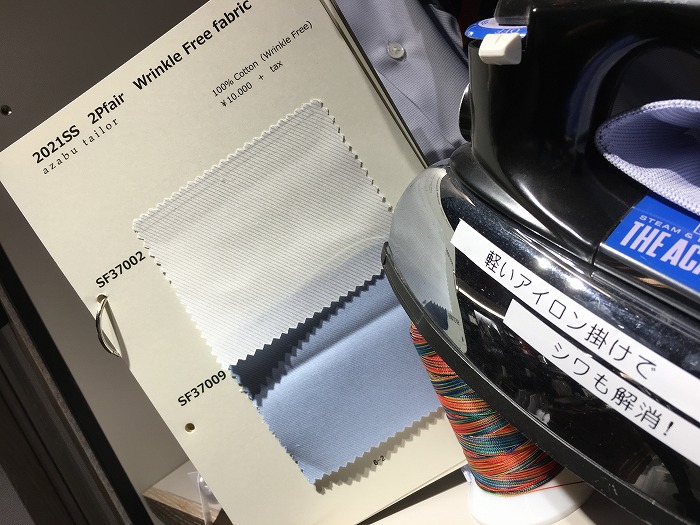 2021SS 2Pfair Wrinkle Free fabric
azabu tailor
100% Cotton (Wrinkle Free)
¥10.000 + tax
SF37002
SF37009
B-2
STEAM &
THE
軽いアイロン掛けで
シワも解消!